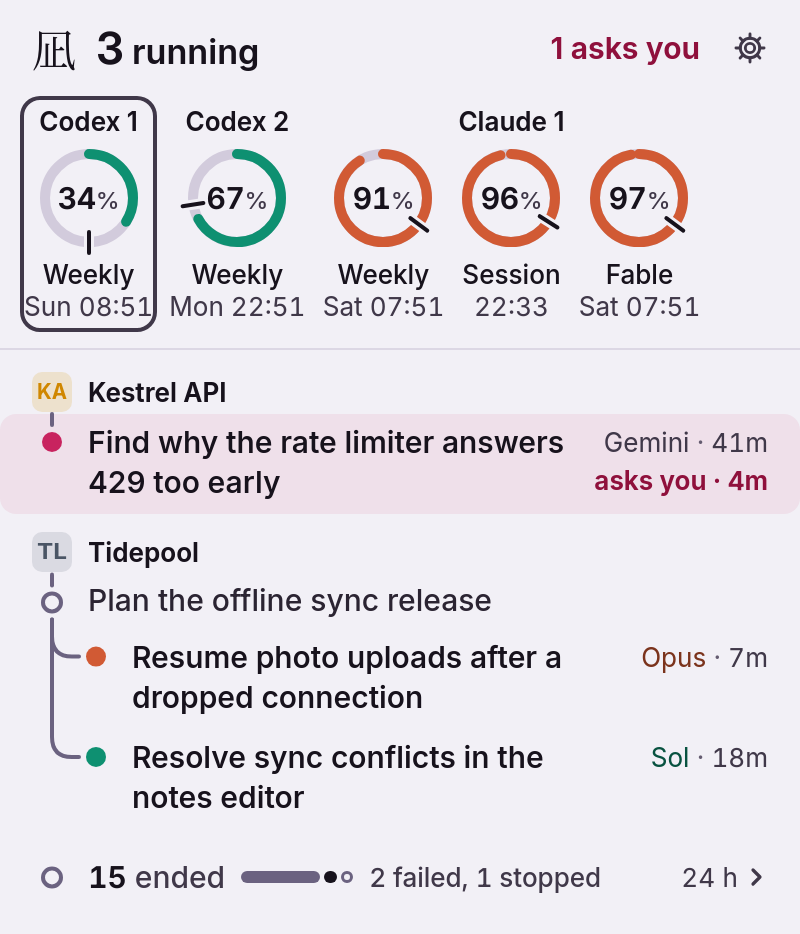 凪 3 running 1 asks you
Codex 1 Codex 2 Claude 1
34% 67% 91% 96% 97%
Weekly Weekly Weekly Session Fable
Sun 08:51 Mon 22:51 Sat 07:51 22:33 Sat 07:51
KA Kestrel API
Find why the rate limiter answers Gemini · 41m
429 too early asks you · 4m
TL Tidepool
Plan the offline sync release
Resume photo uploads after a Opus · 7m
dropped connection
Resolve sync conflicts in the Sol · 18m
notes editor
15 ended 2 failed, 1 stopped 24 h